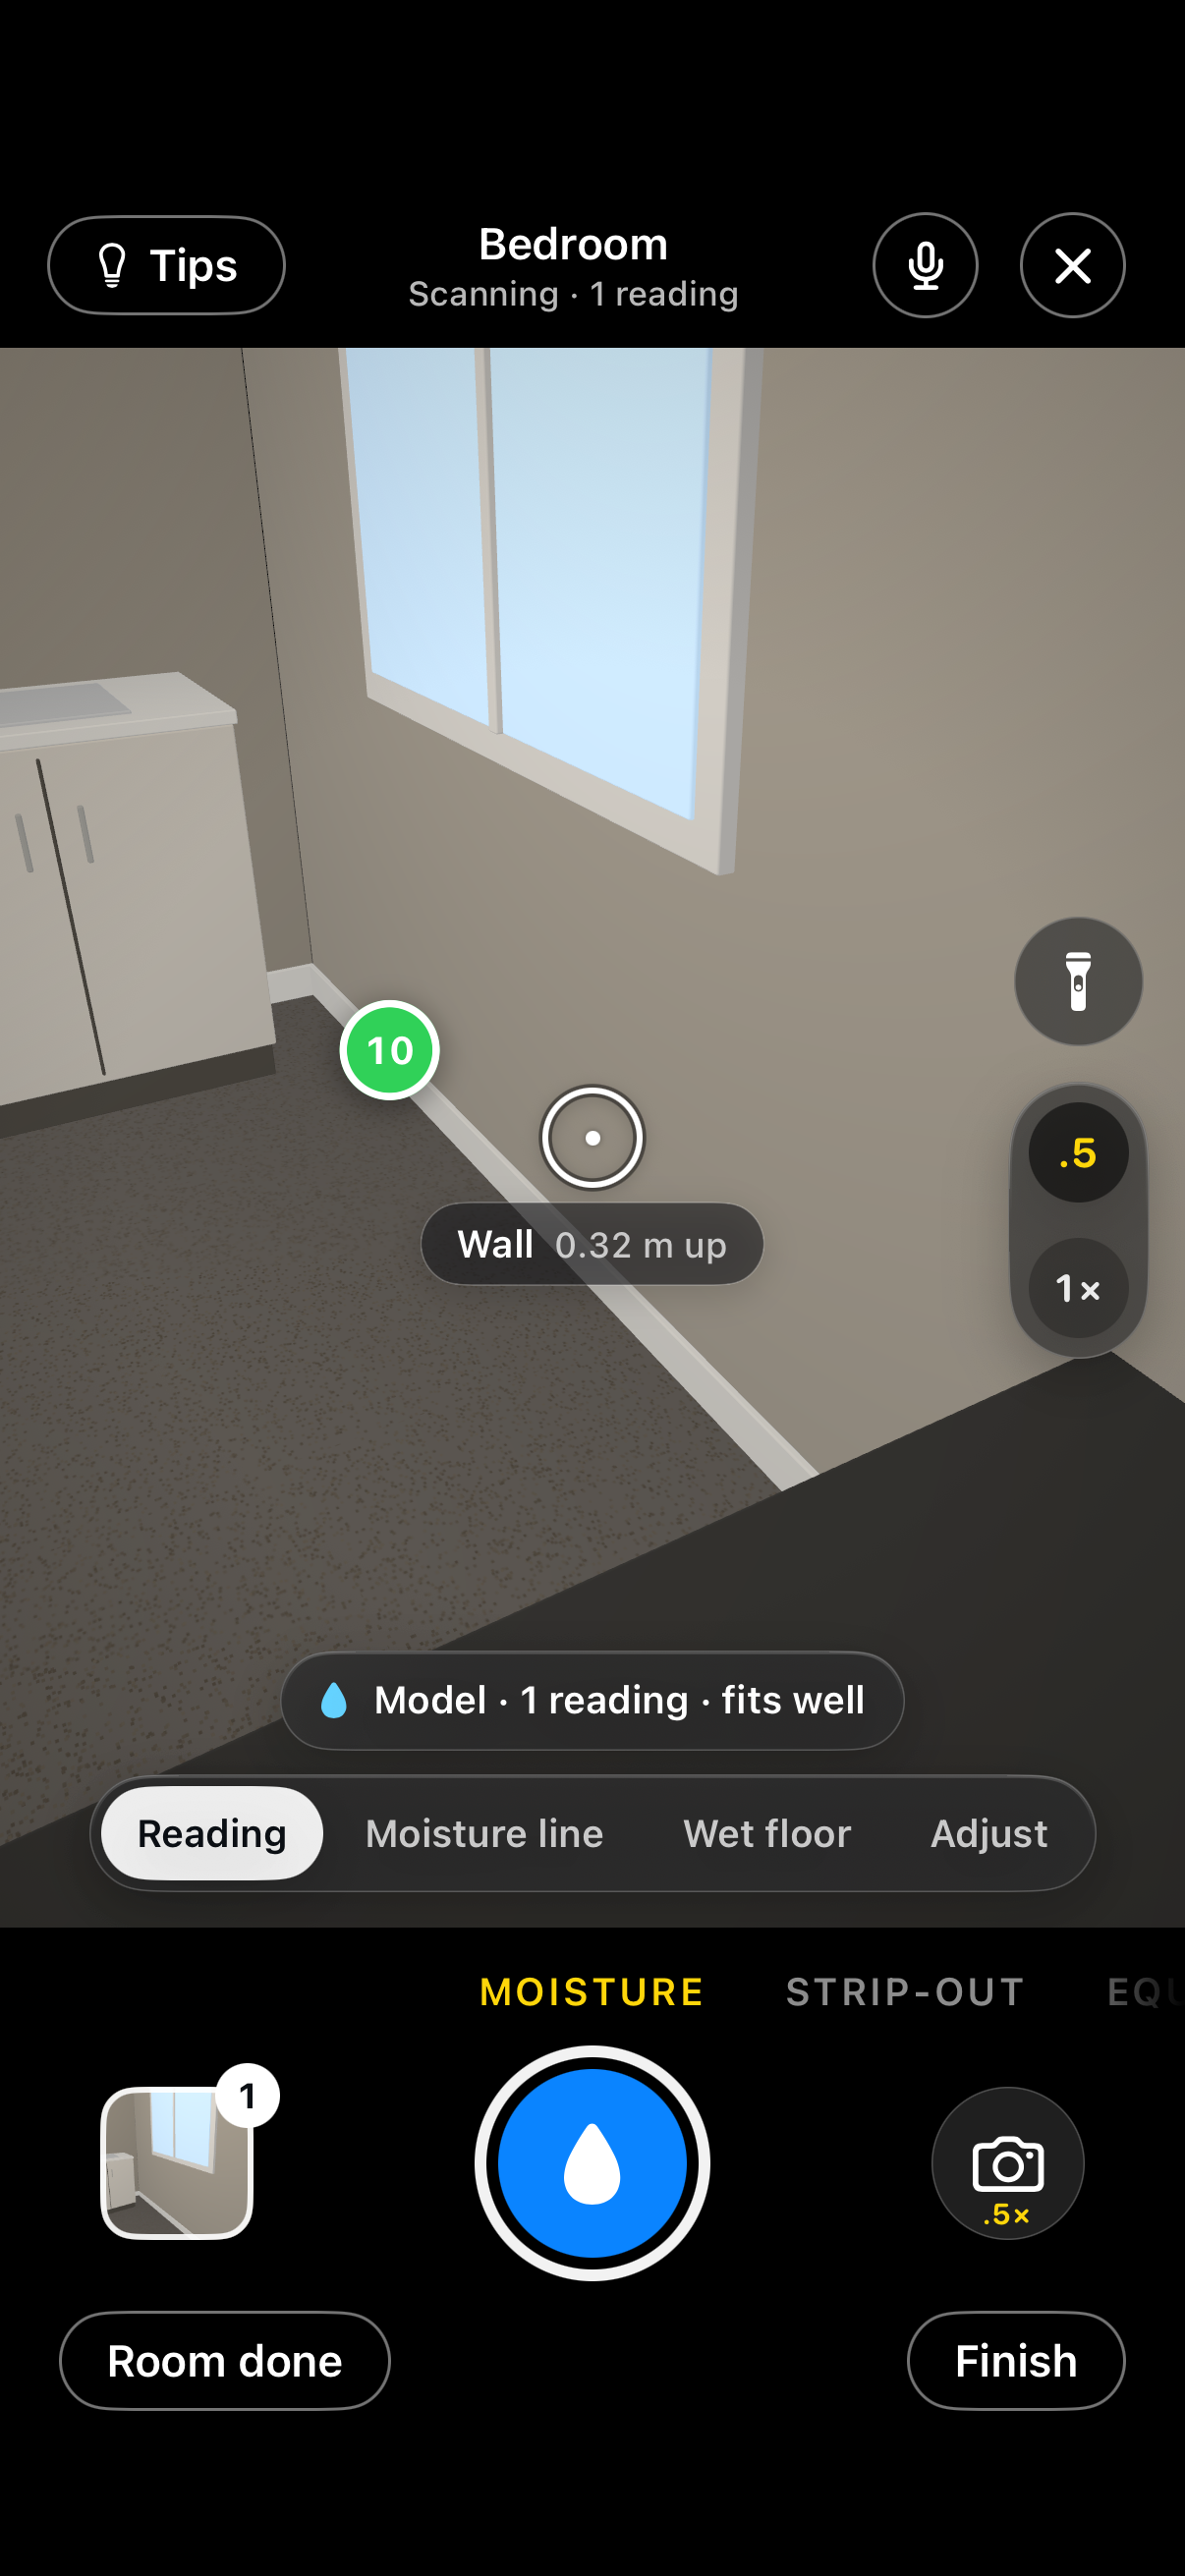 Tips
Bedroom
Scanning · 1 reading
10
Wall 0.32 m up
.5
1×
Model · 1 reading · fits well
Reading Moisture line Wet floor Adjust
MOISTURE STRIP-OUT
1
.5×
Room done Finish